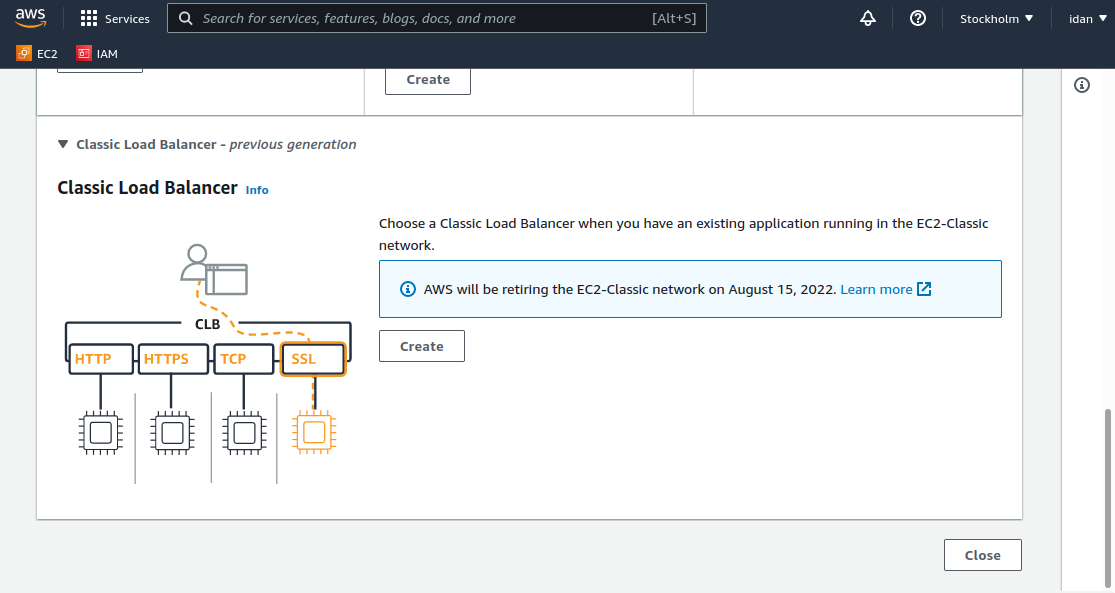 aws
Services
Search for services, features, blogs, docs, and more
[Alt+S]
Stockholm
idan
EC2
IAM
Create
Classic Load Balancer - previous generation
Classic Load Balancer Info
Choose a Classic Load Balancer when you have an existing application running in the EC2-Classic
network.
AWS will be retiring the EC2-Classic network on August 15, 2022. Learn more
Create
CLB
HTTP
HTTPS
TCP
SSL
Close